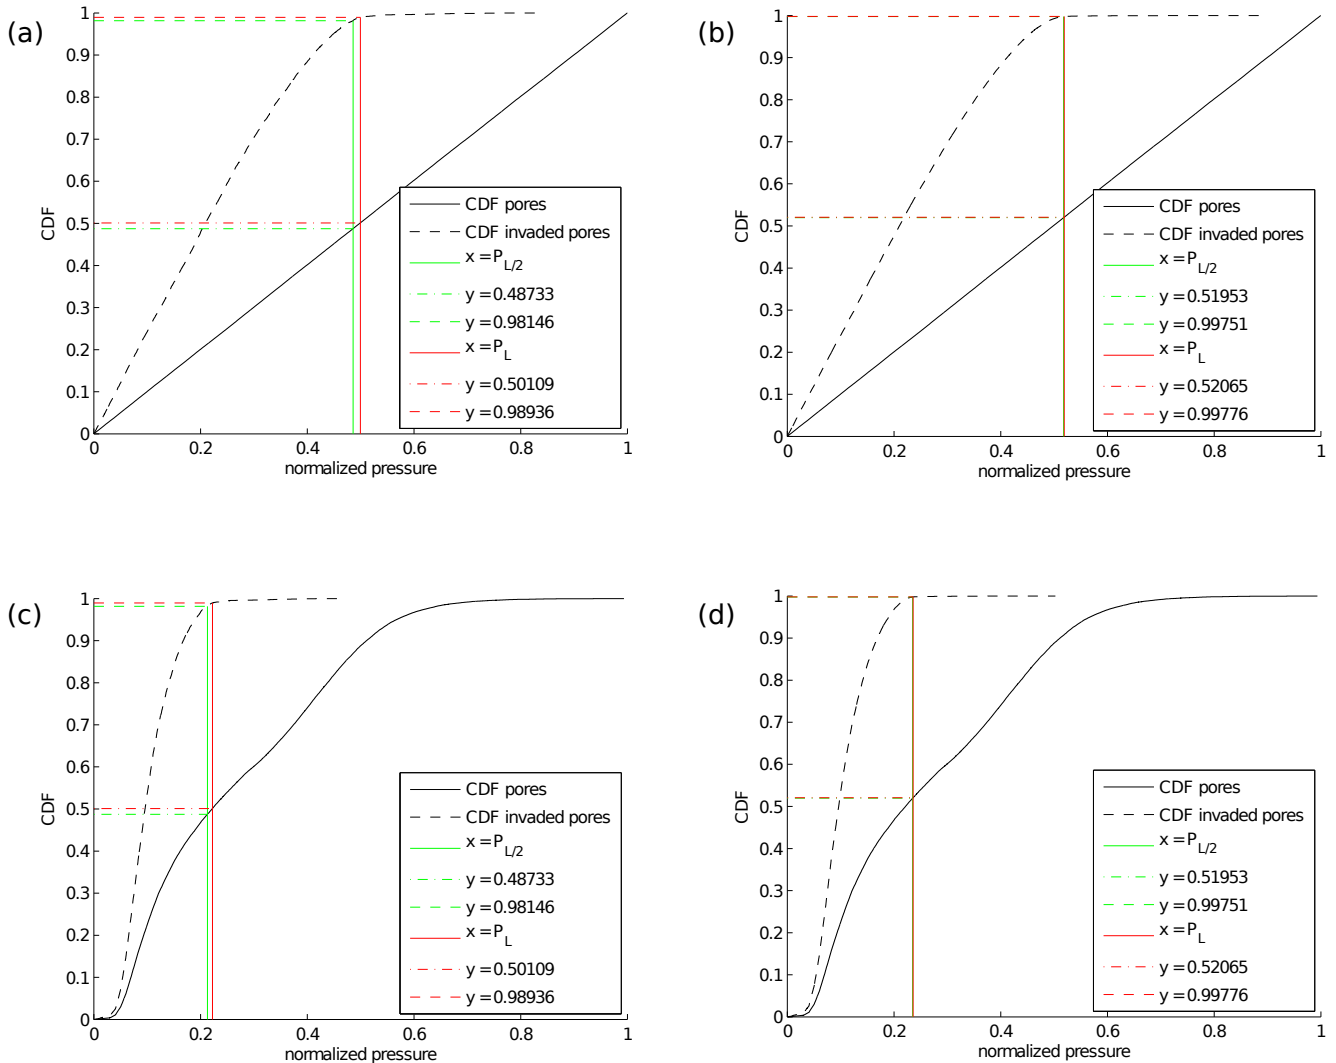 (a)
1
0.9
0.8
0.7
0.6
0.5
0.4
0.3
0.2
0.1
0
CDF
0 0.2 0.4 0.6 0.8 1
normalized pressure
CDF pores
CDF invaded pores
x = P_{L/2}
y = 0.48733
y = 0.98146
x = P_L
y = 0.50109
y = 0.98936
(b)
1
0.9
0.8
0.7
0.6
0.5
0.4
0.3
0.2
0.1
0
CDF
0 0.2 0.4 0.6 0.8 1
normalized pressure
CDF pores
CDF invaded pores
x = P_{L/2}
y = 0.51953
y = 0.99751
x = P_L
y = 0.52065
y = 0.99776
(c)
1
0.9
0.8
0.7
0.6
0.5
0.4
0.3
0.2
0.1
0
CDF
0 0.2 0.4 0.6 0.8 1
normalized pressure
CDF pores
CDF invaded pores
x = P_{L/2}
y = 0.48733
y = 0.98146
x = P_L
y = 0.50109
y = 0.98936
(d)
1
0.9
0.8
0.7
0.6
0.5
0.4
0.3
0.2
0.1
0
CDF
0 0.2 0.4 0.6 0.8 1
normalized pressure
CDF pores
CDF invaded pores
x = P_{L/2}
y = 0.51953
y = 0.99751
x = P_L
y = 0.52065
y = 0.99776